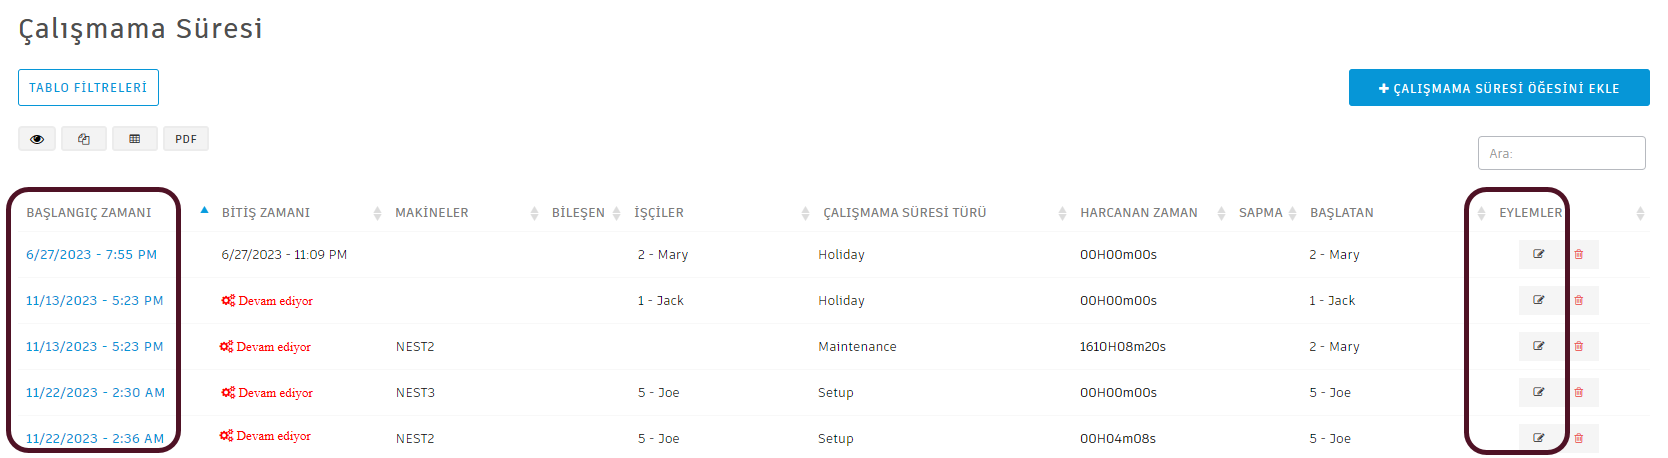 Çalışmama Süresi
TABLO FİLTRELERİ
ÇALIŞMAMA SÜRESİ ÖĞESİNİ EKLE
PDF
Ara:
BAŞLANGIÇ ZAMANI BİTİŞ ZAMANI MAKİNELER BİLEŞEN İŞÇİLER ÇALIŞMAMA SÜRESİ TÜRÜ HARCANAN ZAMAN SAPMA BAŞLATAN EYLEMLER
6/27/2023 - 7:55 PM 6/27/2023 - 11:09 PM 2 - Mary Holiday 00H00m00s 2 - Mary
11/13/2023 - 5:23 PM Devam ediyor 1 - Jack Holiday 00H00m00s 1 - Jack
11/13/2023 - 5:23 PM Devam ediyor NEST2 Maintenance 1610H08m20s 2 - Mary
11/22/2023 - 2:30 AM Devam ediyor NEST3 5 - Joe Setup 00H00m00s 5 - Joe
11/22/2023 - 2:36 AM Devam ediyor NEST2 5 - Joe Setup 00H04m08s 5 - Joe